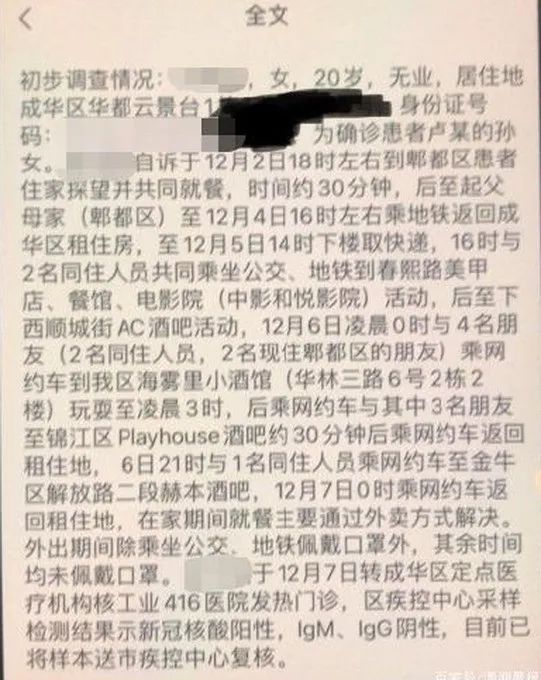 全文
初步调查情况：，女，20岁，无业，居住地
成华区华都云景台1 身份证号
码： 为确诊患者卢某的孙
女。自诉于12月2日18时左右到郫都区患者
住家探望并共同就餐，时间约30分钟，后至起父
母家（郫都区）至12月4日16时左右乘地铁返回成
华区租住房，至12月5日14时下楼取快递，16时与
2名同住人员共同乘坐公交、地铁到春熙路美甲
店、餐馆、电影院（中影和悦影院）活动，后至下
西顺城街AC酒吧活动，12月6日凌晨0时与4名朋
友（2名同住人员，2名现住郫都区的朋友）乘网
约车到我区海雾里小酒馆（华林三路6号2栋2
楼）玩耍至凌晨3时，后乘网约车与其中3名朋友
至锦江区Playhouse酒吧约30分钟后乘网约车返回
租住地，6日21时与1名同住人员乘网约车至金牛
区解放路二段赫本酒吧，12月7日0时乘网约车返
回租住地，在家期间就餐主要通过外卖方式解决。
外出期间除乘坐公交、地铁佩戴口罩外，其余时间
均未佩戴口罩。于12月7日转成华区定点医
疗机构核工业416医院发热门诊，区疾控中心采样
检测结果示新冠核酸阳性，IgM、IgG阴性，目前已
将样本送市疾控中心复核。